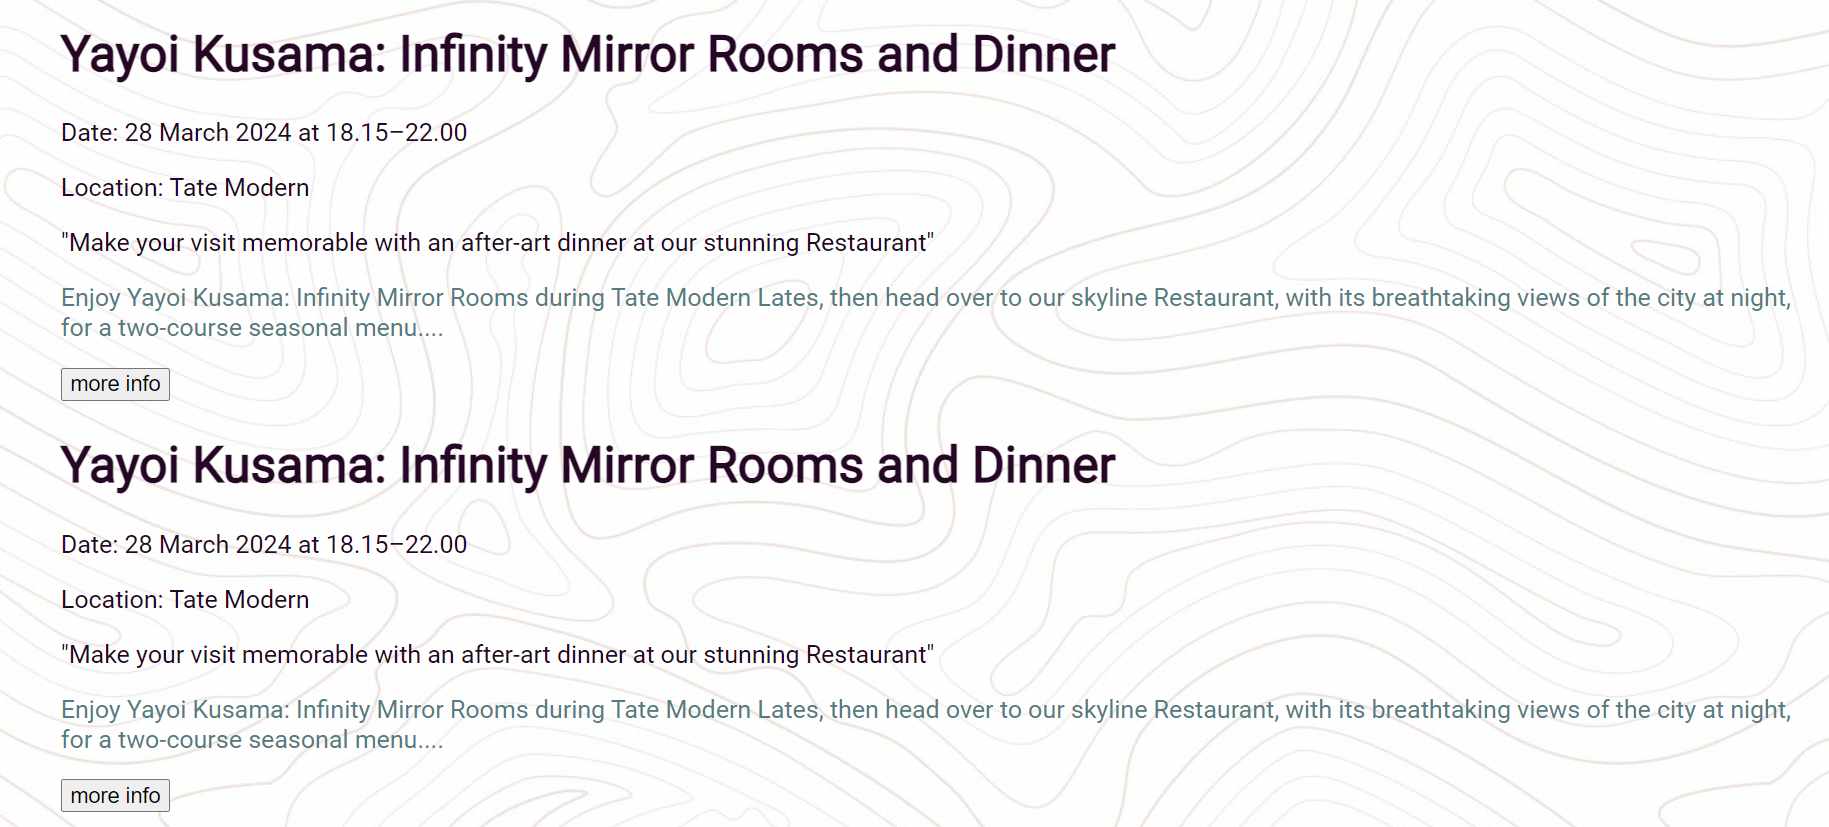 Yayoi Kusama: Infinity Mirror Rooms and Dinner
Date: 28 March 2024 at 18.15–22.00
Location: Tate Modern
"Make your visit memorable with an after-art dinner at our stunning Restaurant"
Enjoy Yayoi Kusama: Infinity Mirror Rooms during Tate Modern Lates, then head over to our skyline Restaurant, with its breathtaking views of the city at night,
for a two-course seasonal menu....
more info
Yayoi Kusama: Infinity Mirror Rooms and Dinner
Date: 28 March 2024 at 18.15–22.00
Location: Tate Modern
"Make your visit memorable with an after-art dinner at our stunning Restaurant"
Enjoy Yayoi Kusama: Infinity Mirror Rooms during Tate Modern Lates, then head over to our skyline Restaurant, with its breathtaking views of the city at night,
for a two-course seasonal menu....
more info